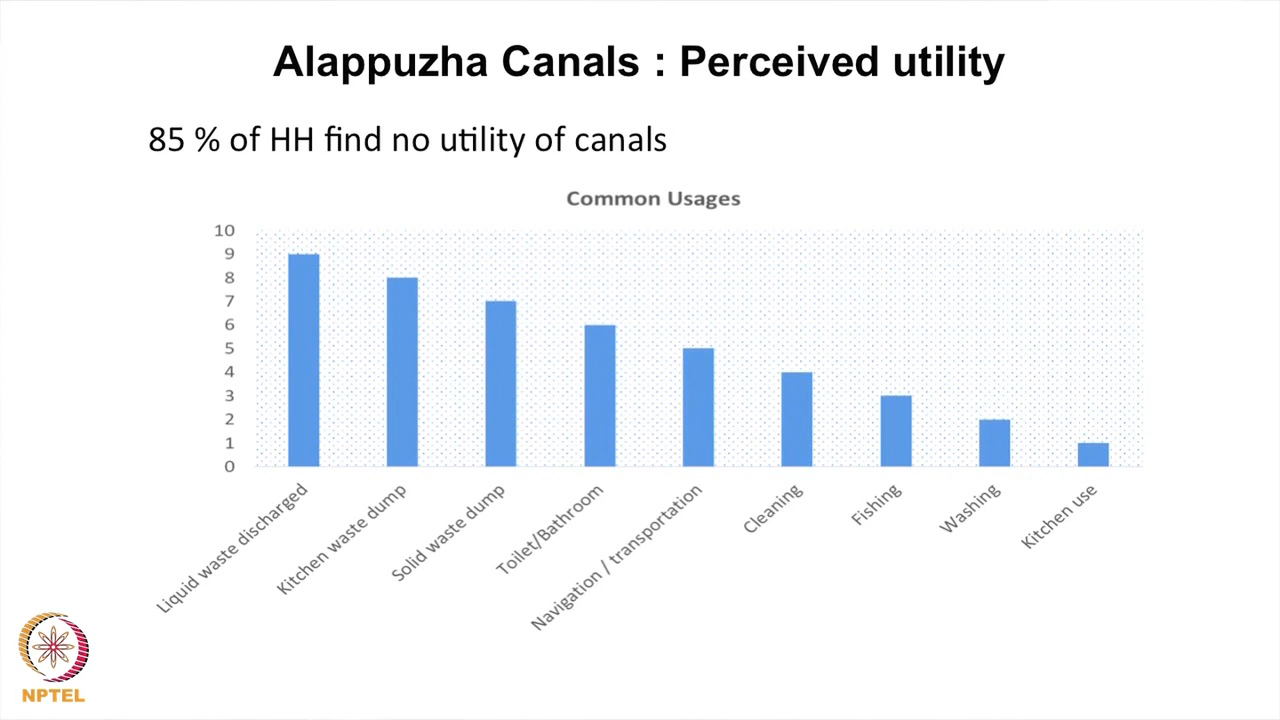 Alappuzha Canals : Perceived utility
85 % of HH find no utility of canals
Common Usages
10
9
8
7
6
5
4
3
2
1
0
Liquid waste discharged
Kitchen waste dump
Solid waste dump
Toilet/Bathroom
Navigation / transportation
Cleaning
Fishing
Washing
Kitchen use
NPTEL